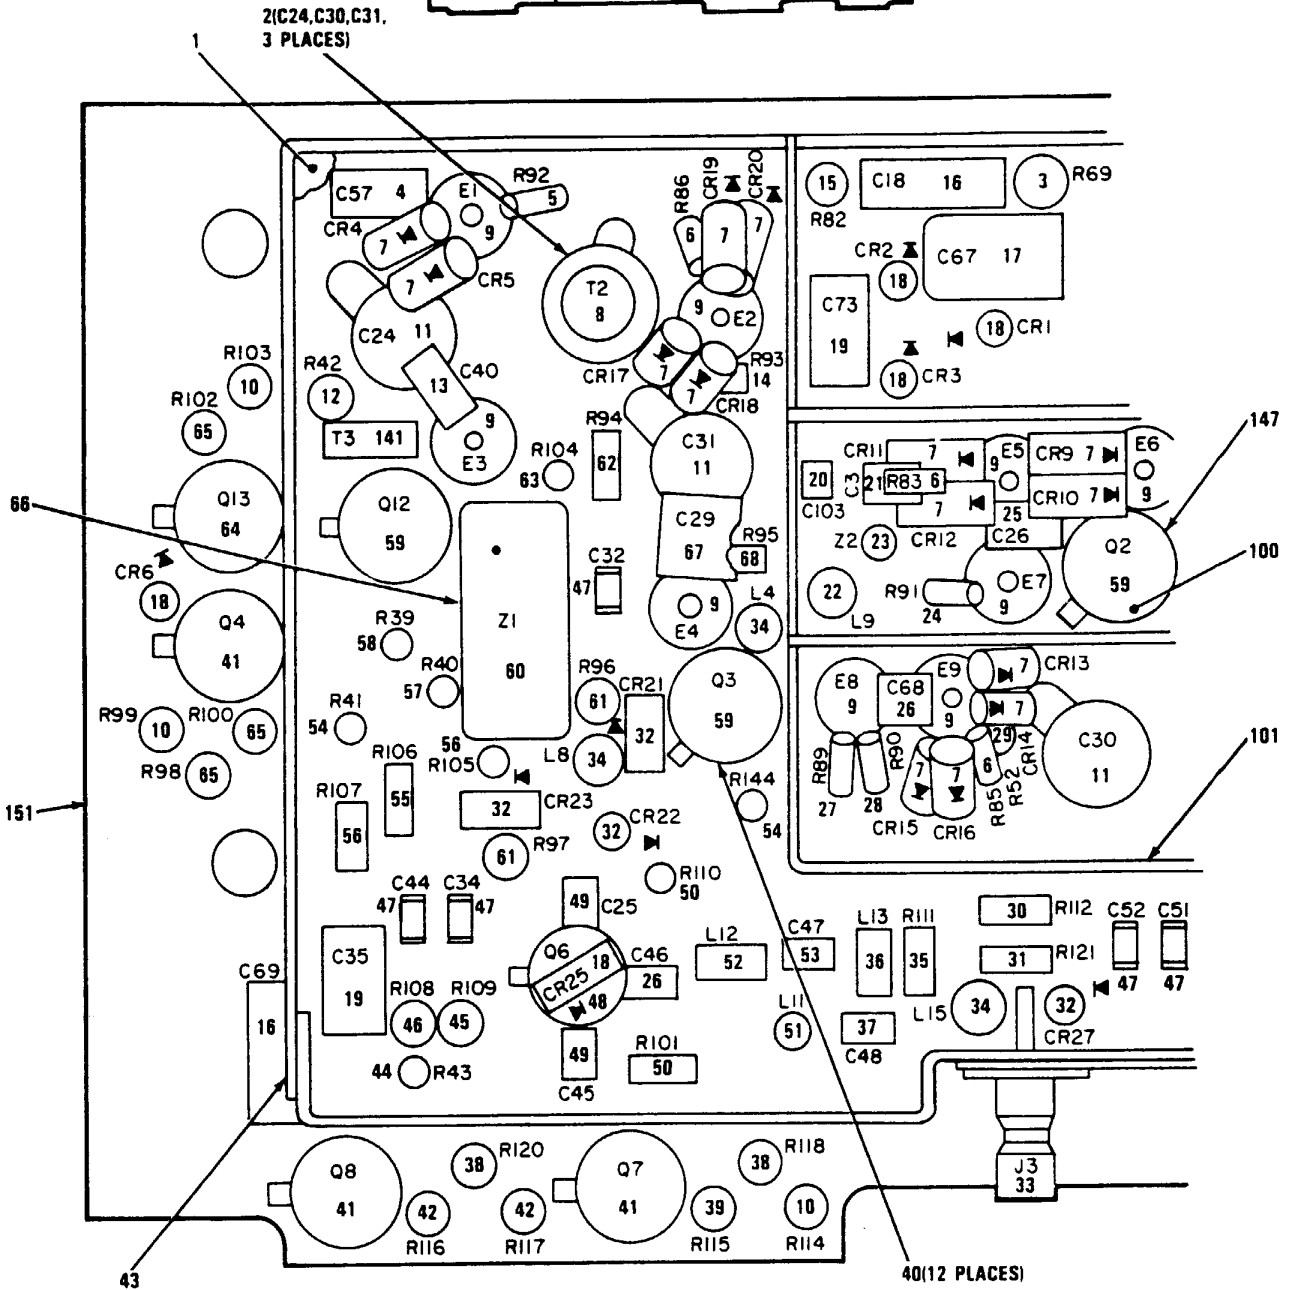 2(C24,C30,C31,
3 PLACES)
1
C57 4
E1
9
R92
5
CR4
7
7
CR5
C24 11
R42
12
13
C40
T3 141
9
E3
R103
10
R102
65
T2
8
R86
6
CR19
7
CR20
7
9
E2
CR17
7
7
CR18
R93
14
15
R82
C18 16
3
R69
CR2
18
C67 17
C73
19
18
CR1
18
CR3
R104
63
R94
62
C31
11
C29
67
R95
68
C32
47
E4
9
L4
34
Q13
64
CR6
18
Q4
41
66
Q12
59
Z1
60
R39
58
R40
57
R41
54
R99
10
R100
65
R98
65
20
C103
C3
21
R83 6
CR11
7
7
CR12
9
E5
CR9 7
CR10 7
E6
9
25
C26
Z2
23
22
L9
R91
24
E7
9
Q2
59
147
100
R96
61
CR21
32
L8
34
Q3
59
56
R105
R106
55
R107
56
32
CR23
61
R97
32
CR22
R110
50
R144
54
E8
9
C68
26
E9
9
7
CR13
7
CR14
29
C30
11
R89
27
28
R90
7
CR15
7
CR16
6
R85
R52
101
151
C44
47
C34
47
C35
19
C69
16
R108
46
R109
45
44
R43
49
C25
Q6
CR25 18
48
C46
26
49
C45
R101
50
L12
52
C47
53
L13
36
R111
35
L11
51
37
C48
30
R112
31
R121
C52
47
C51
47
L15
34
32
CR27
J3
33
Q8
41
38
R120
42
R116
42
R117
Q7
41
38
R118
39
R115
10
R114
43
40(12 PLACES)